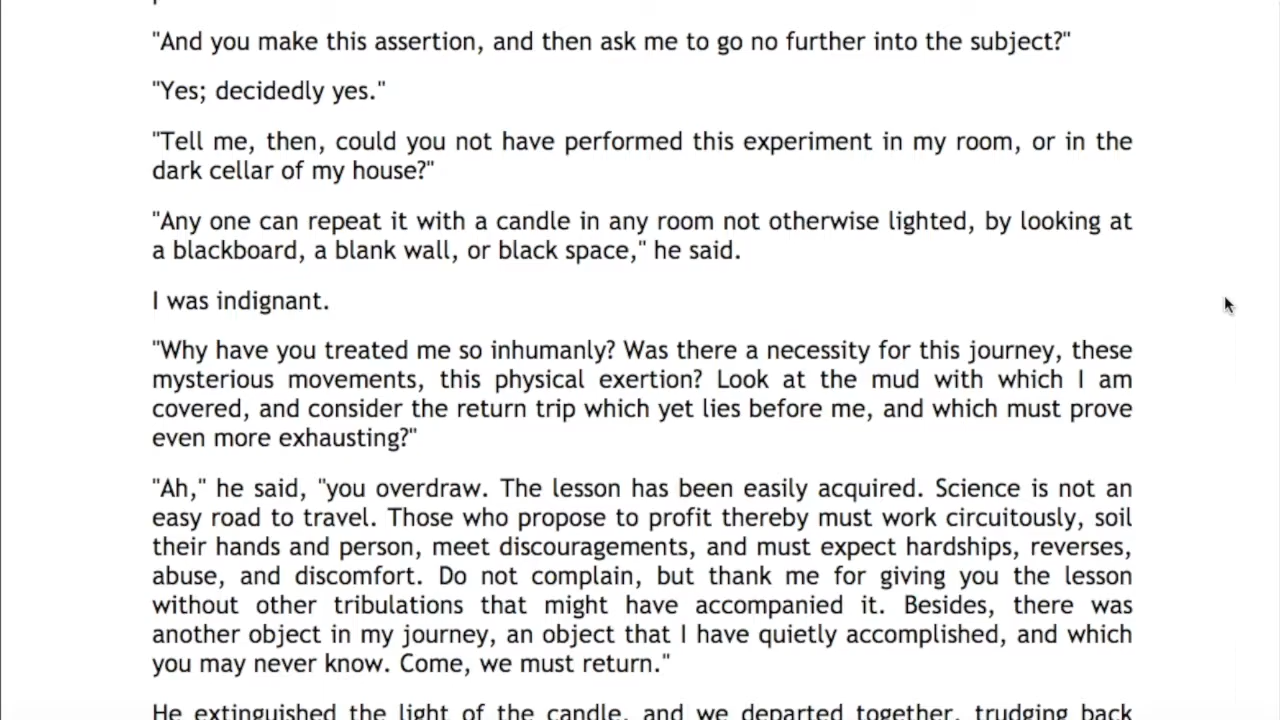 "And you make this assertion, and then ask me to go no further into the subject?"
"Yes; decidedly yes."
"Tell me, then, could you not have performed this experiment in my room, or in the
dark cellar of my house?"
"Any one can repeat it with a candle in any room not otherwise lighted, by looking at
a blackboard, a blank wall, or black space," he said.
I was indignant.
"Why have you treated me so inhumanly? Was there a necessity for this journey, these
mysterious movements, this physical exertion? Look at the mud with which I am
covered, and consider the return trip which yet lies before me, and which must prove
even more exhausting?"
"Ah," he said, "you overdraw. The lesson has been easily acquired. Science is not an
easy road to travel. Those who propose to profit thereby must work circuitously, soil
their hands and person, meet discouragements, and must expect hardships, reverses,
abuse, and discomfort. Do not complain, but thank me for giving you the lesson
without other tribulations that might have accompanied it. Besides, there was
another object in my journey, an object that I have quietly accomplished, and which
you may never know. Come, we must return."
He extinguished the light of the candle, and we departed together, trudging back